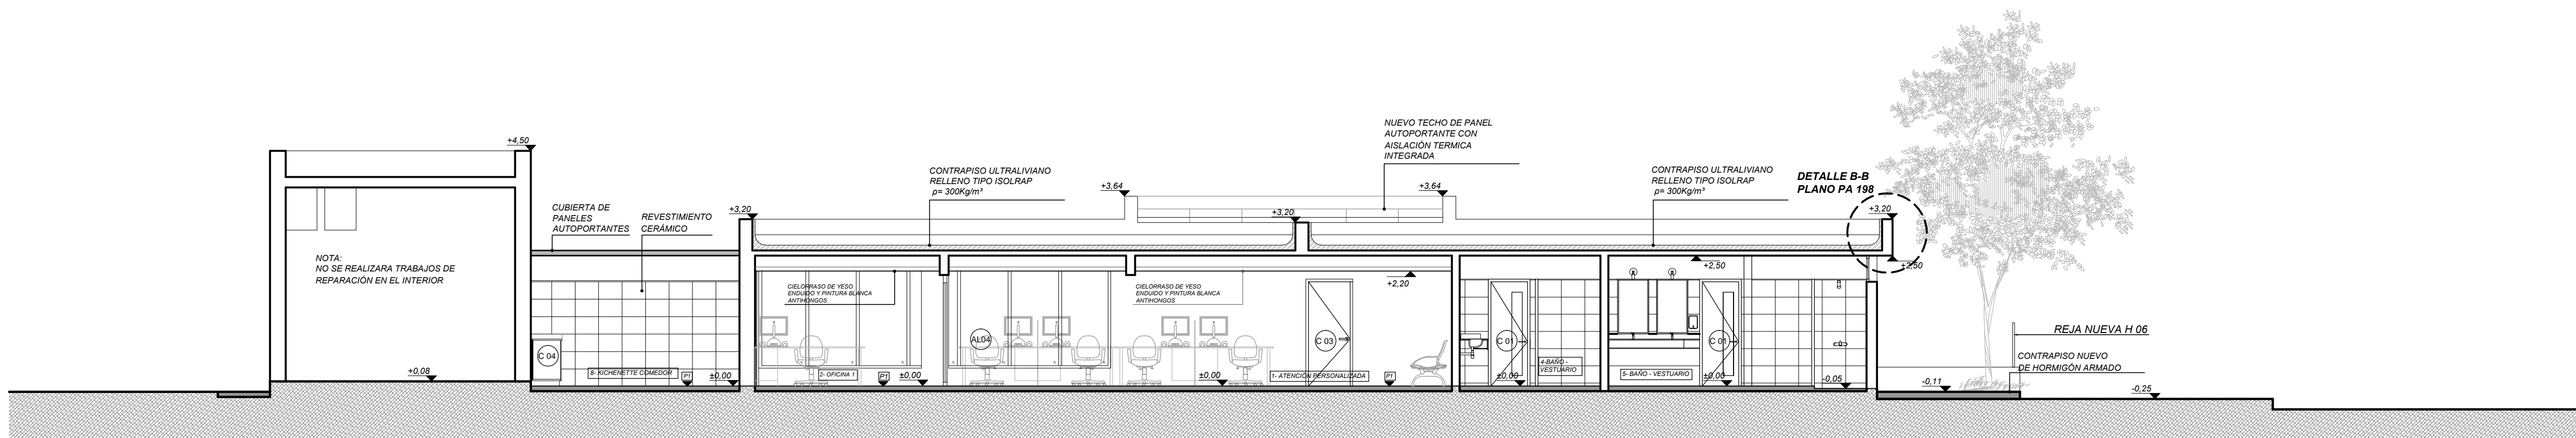 +4,50
NOTA:
NO SE REALIZARA TRABAJOS DE
REPARACIÓN EN EL INTERIOR
+0,08
CUBIERTA DE
PANELES
AUTOPORTANTES
REVESTIMIENTO
CERÁMICO
C 04
8- KICHENETTE COMEDOR
P1
±0,00
+3,20
CONTRAPISO ULTRALIVIANO
RELLENO TIPO ISOLRAP
ρ= 300Kg/m³
CIELORRASO DE YESO
ENDUIDO Y PINTURA BLANCA
ANTIHONGOS
2- OFICINA 1
P1
±0,00
AL04
+3,64
NUEVO TECHO DE PANEL
AUTOPORTANTE CON
AISLACIÓN TERMICA
INTEGRADA
+3,64
+3,20
CIELORRASO DE YESO
ENDUIDO Y PINTURA BLANCA
ANTIHONGOS
±0,00
1- ATENCIÓN PERSONALIZADA
C 03
P1
+2,20
CONTRAPISO ULTRALIVIANO
RELLENO TIPO ISOLRAP
ρ= 300Kg/m³
C 01
±0,00
4-BAÑO -
VESTUARIO
+2,50
5- BAÑO - VESTUARIO
C 01
±0,00
-0,05
DETALLE B-B
PLANO PA 198
+3,20
+2,50
REJA NUEVA H 06
CONTRAPISO NUEVO
DE HORMIGÓN ARMADO
-0,11
-0,25